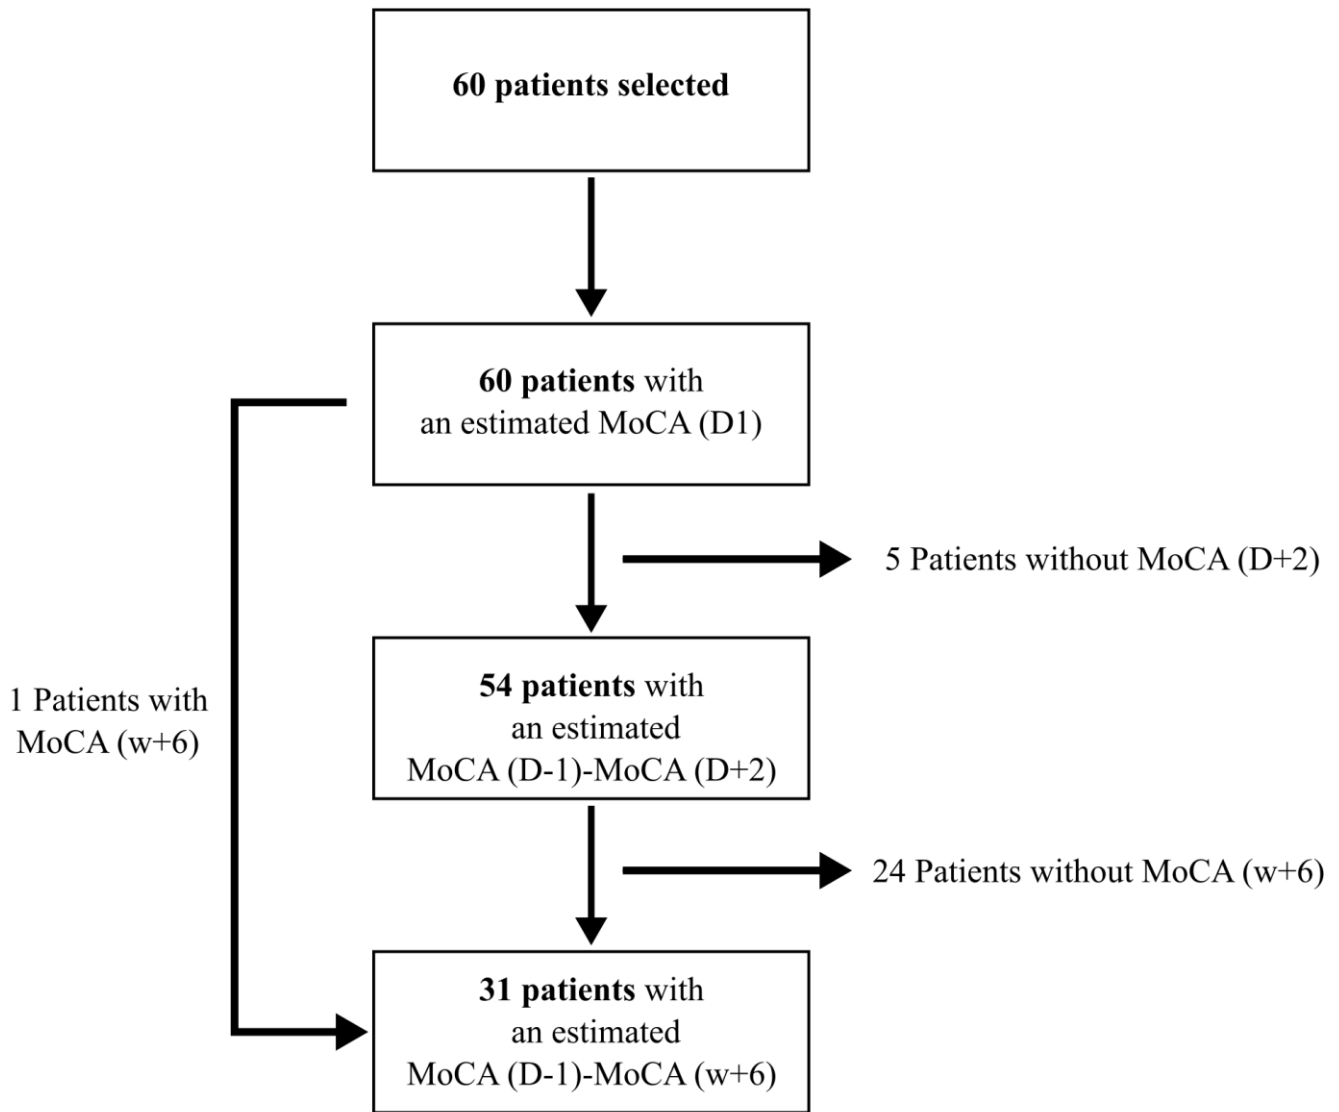 60 patients selected
60 patients with
an estimated MoCA (D1)
5 Patients without MoCA (D+2)
1 Patients with
MoCA (w+6)
54 patients with
an estimated
MoCA (D-1)-MoCA (D+2)
24 Patients without MoCA (w+6)
31 patients with
an estimated
MoCA (D-1)-MoCA (w+6)